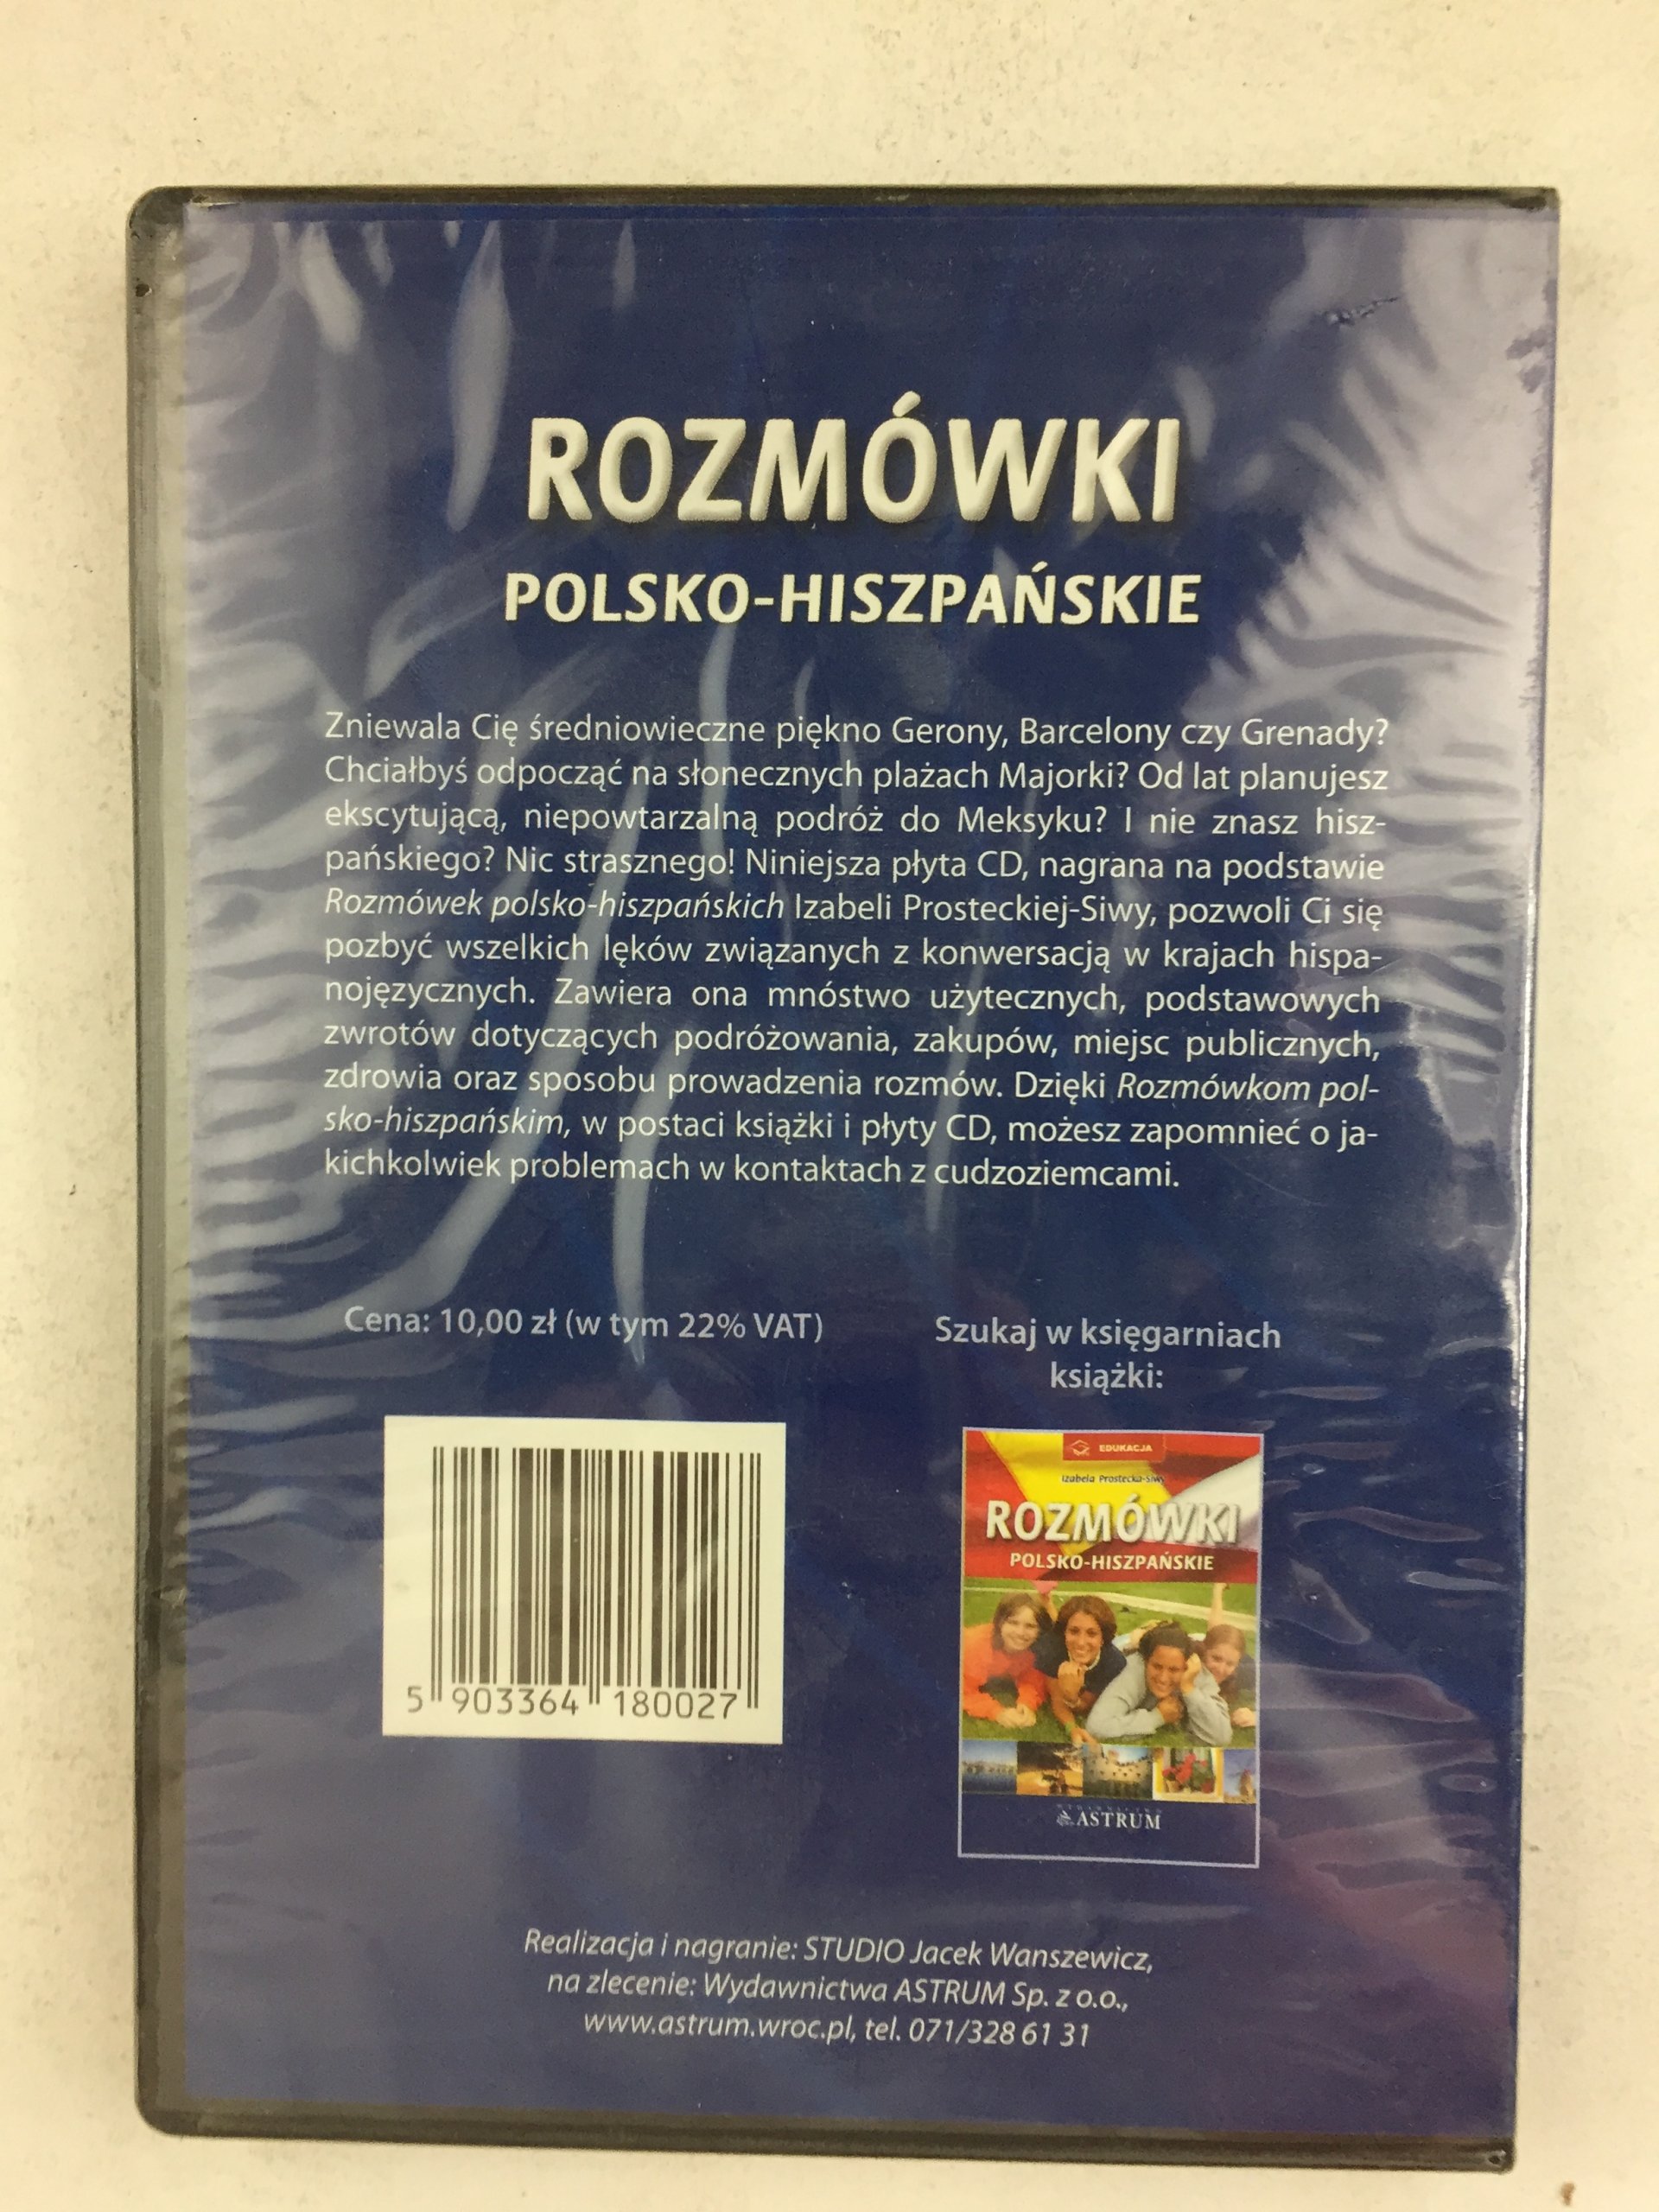 ROZMÓWKI
POLSKO-HISZPAŃSKIE
Zniewala Cię średniowieczne piękno Gerony, Barcelony czy Grenady?
Chciałbyś odpocząć na słonecznych plażach Majorki? Od lat planujesz
ekscytującą, niepowtarzalną podróż do Meksyku? I nie znasz hisz-
pańskiego? Nic strasznego! Niniejsza płyta CD, nagrana na podstawie
Rozmówek polsko-hiszpańskich Izabeli Prosteckiej-Siwy, pozwoli Ci się
pozbyć wszelkich lęków związanych z konwersacją w krajach hispa-
nojęzycznych. Zawiera ona mnóstwo użytecznych, podstawowych
zwrotów dotyczących podróżowania, zakupów, miejsc publicznych,
zdrowia oraz sposobu prowadzenia rozmów. Dzięki Rozmówkom pol-
sko-hiszpańskim, w postaci książki i płyty CD, możesz zapomnieć o ja-
kichkolwiek problemach w kontaktach z cudzoziemcami.
Cena: 10,00 zł (w tym 22% VAT)
5 903364 180027
Szukaj w księgarniach
książki:
EDUKACJA
Izabela Prostecka-Siwy
ROZMÓWKI
POLSKO-HISZPAŃSKIE
WYDAWNICTWO
ASTRUM
Realizacja i nagranie: STUDIO Jacek Wanszewicz,
na zlecenie: Wydawnictwa ASTRUM Sp. z o.o.,
www.astrum.wroc.pl, tel. 071/328 61 31